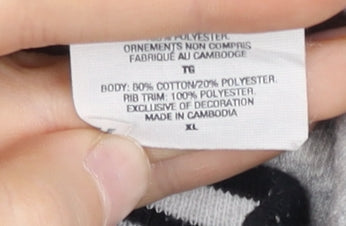 POLYESTER.
ORNEMENTS NON COMPRIS
FABRIQUÉ AU CAMBODGE
TG
BODY: 80% COTTON/20% POLYESTER.
RIB TRIM: 100% POLYESTER.
EXCLUSIVE OF DECORATION
MADE IN CAMBODIA
XL